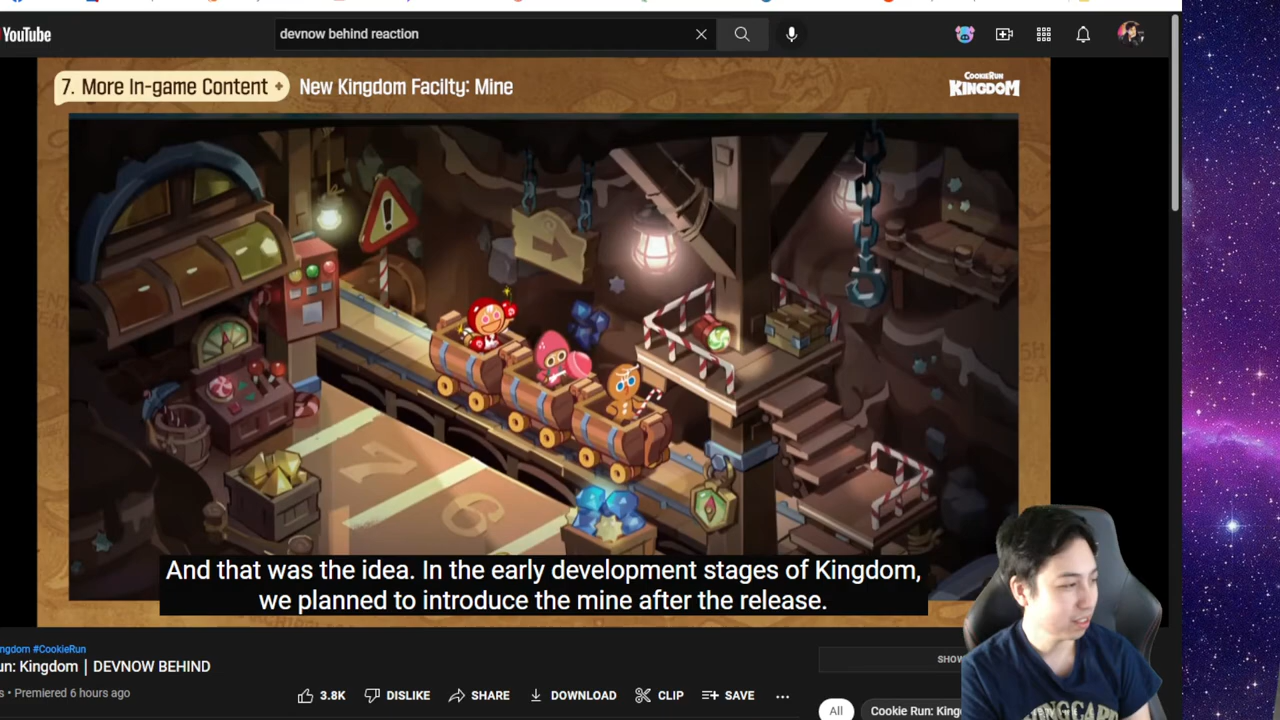 YouTube
devnow behind reaction
7. More In-game Content
New Kingdom Facilty: Mine
COOKIERUN
KINGDOM
And that was the idea. In the early development stages of Kingdom,
we planned to introduce the mine after the release.
ngdom #CookieRun
un: Kingdom | DEVNOW BEHIND
s • Premiered 6 hours ago
3.8K
DISLIKE
SHARE
DOWNLOAD
CLIP
SAVE
SHOW
All
Cookie Run: King